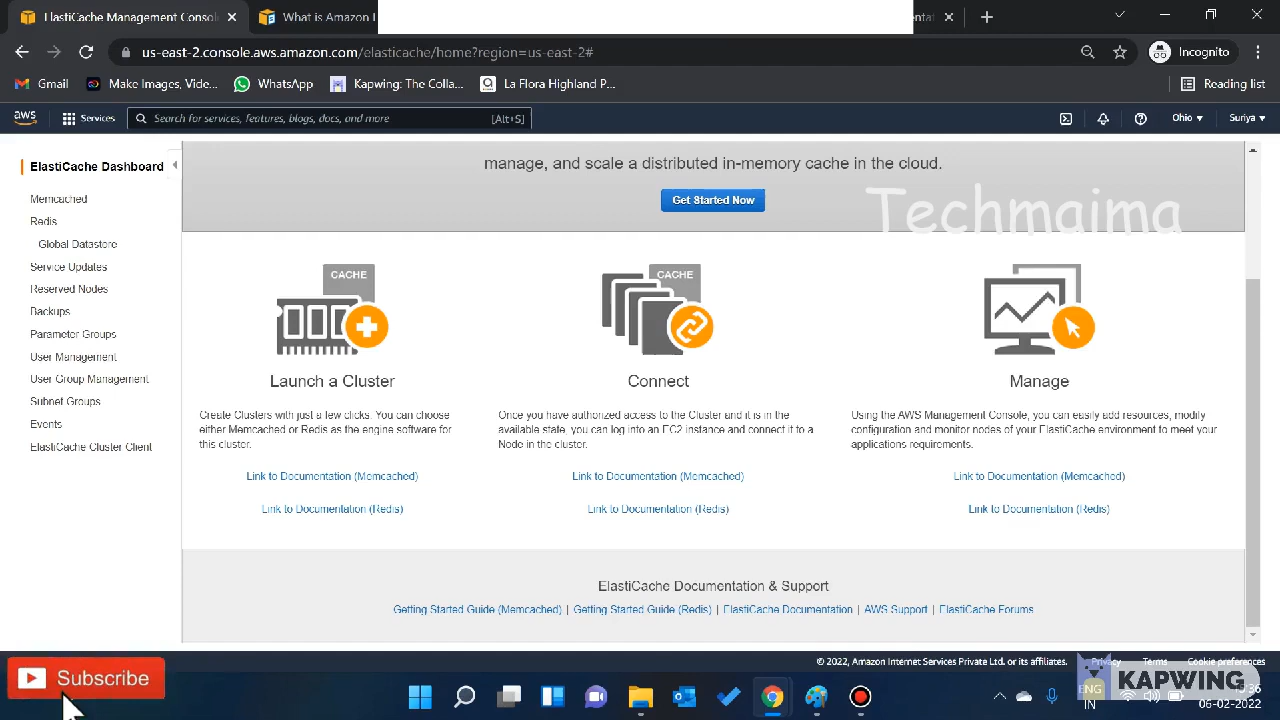 ElastiCache Management Consol
What is Amazon
us-east-2.console.aws.amazon.com/elasticache/home?region=us-east-2#
Incognito
Gmail
Make Images, Vide...
WhatsApp
Kapwing: The Colla...
La Flora Highland P...
Reading list
aws
Services
Search for services, features, blogs, docs, and more
[Alt+S]
Ohio
Suriya
ElastiCache Dashboard
Memcached
Redis
Global Datastore
Service Updates
Reserved Nodes
Backups
Parameter Groups
User Management
User Group Management
Subnet Groups
Events
ElastiCache Cluster Client
manage, and scale a distributed in-memory cache in the cloud.
Get Started Now
Techmaima
CACHE
Launch a Cluster
Create Clusters with just a few clicks. You can choose
either Memcached or Redis as the engine software for
this cluster.
Link to Documentation (Memcached)
Link to Documentation (Redis)
CACHE
Connect
Once you have authorized access to the Cluster and it is in the
available state, you can log into an EC2 instance and connect it to a
Node in the cluster.
Link to Documentation (Memcached)
Link to Documentation (Redis)
Manage
Using the AWS Management Console, you can easily add resources, modify
configuration and monitor nodes of your ElastiCache environment to meet your
applications requirements.
Link to Documentation (Memcached)
Link to Documentation (Redis)
ElastiCache Documentation & Support
Getting Started Guide (Memcached) | Getting Started Guide (Redis) | ElastiCache Documentation | AWS Support | ElastiCache Forums
© 2022, Amazon Internet Services Private Ltd. or its affiliates.
Privacy
Terms
Cookie preferences
Subscribe
KAPWING
ENG
IN
06-02-2022